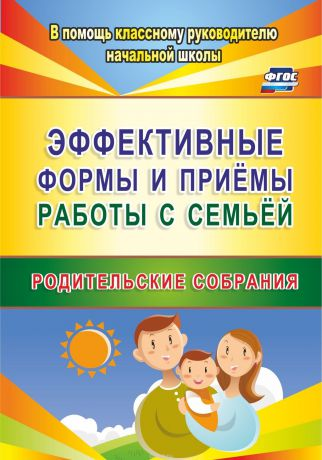 В помощь классному руководителю
начальной школы
ФГОС
ЭФФЕКТИВНЫЕ
ФОРМЫ И ПРИЁМЫ
РАБОТЫ С СЕМЬЁЙ
РОДИТЕЛЬСКИЕ СОБРАНИЯ